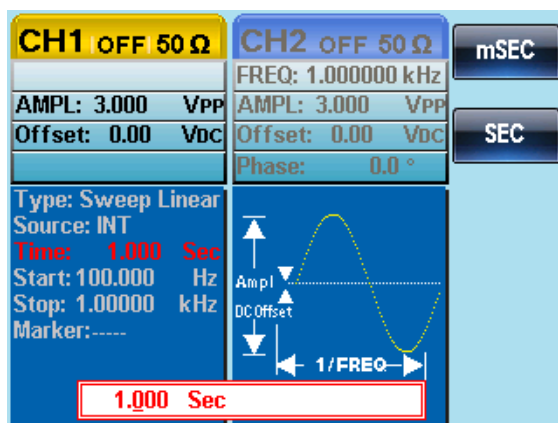 CH1 OFF 50 Ω
AMPL: 3.000 VPP
Offset: 0.00 VDC
CH2 OFF 50 Ω
FREQ: 1.000000 kHz
AMPL: 3.000 VPP
Offset: 0.00 VDC
Phase: 0.0 °
mSEC
SEC
Type: Sweep Linear
Source: INT
Time: 1.000 Sec
Start: 100.000 Hz
Stop: 1.00000 kHz
Marker:-----
Ampl
DC Offset
1/FREQ
1.000 Sec